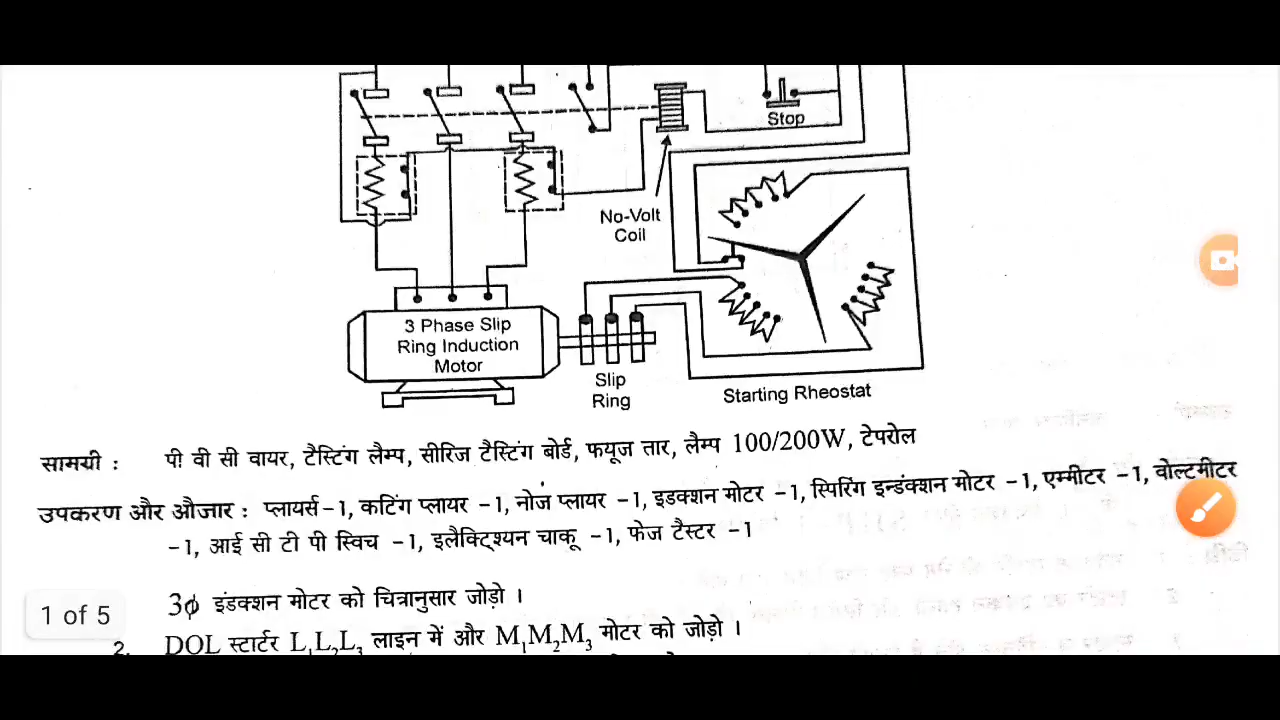 Stop
No-Volt
Coil
3 Phase Slip
Ring Induction
Motor
Slip
Ring
Starting Rheostat
सामग्री : पी वी सी वायर, टैस्टिंग लैम्प, सीरिज टैस्टिंग बोर्ड, फयूज तार, लैम्प 100/200W, टेपरोल
उपकरण और औजार : प्लायर्स -1, कटिंग प्लायर -1, नोज प्लायर -1, इडक्शन मोटर -1, स्पिरिंग इन्डंक्शन मोटर -1, एम्मीटर -1, वोल्टमीटर
-1, आई सी टी पी स्विच -1, इलैक्ट्रिश्यन चाकू -1, फेज टैस्टर -1
3φ इंडक्शन मोटर को चित्रानुसार जोड़ो ।
1 of 5
2. DOL स्टार्टर L₁L₂L₃ लाइन में और M₁M₂M₃ मोटर को जोड़ो ।